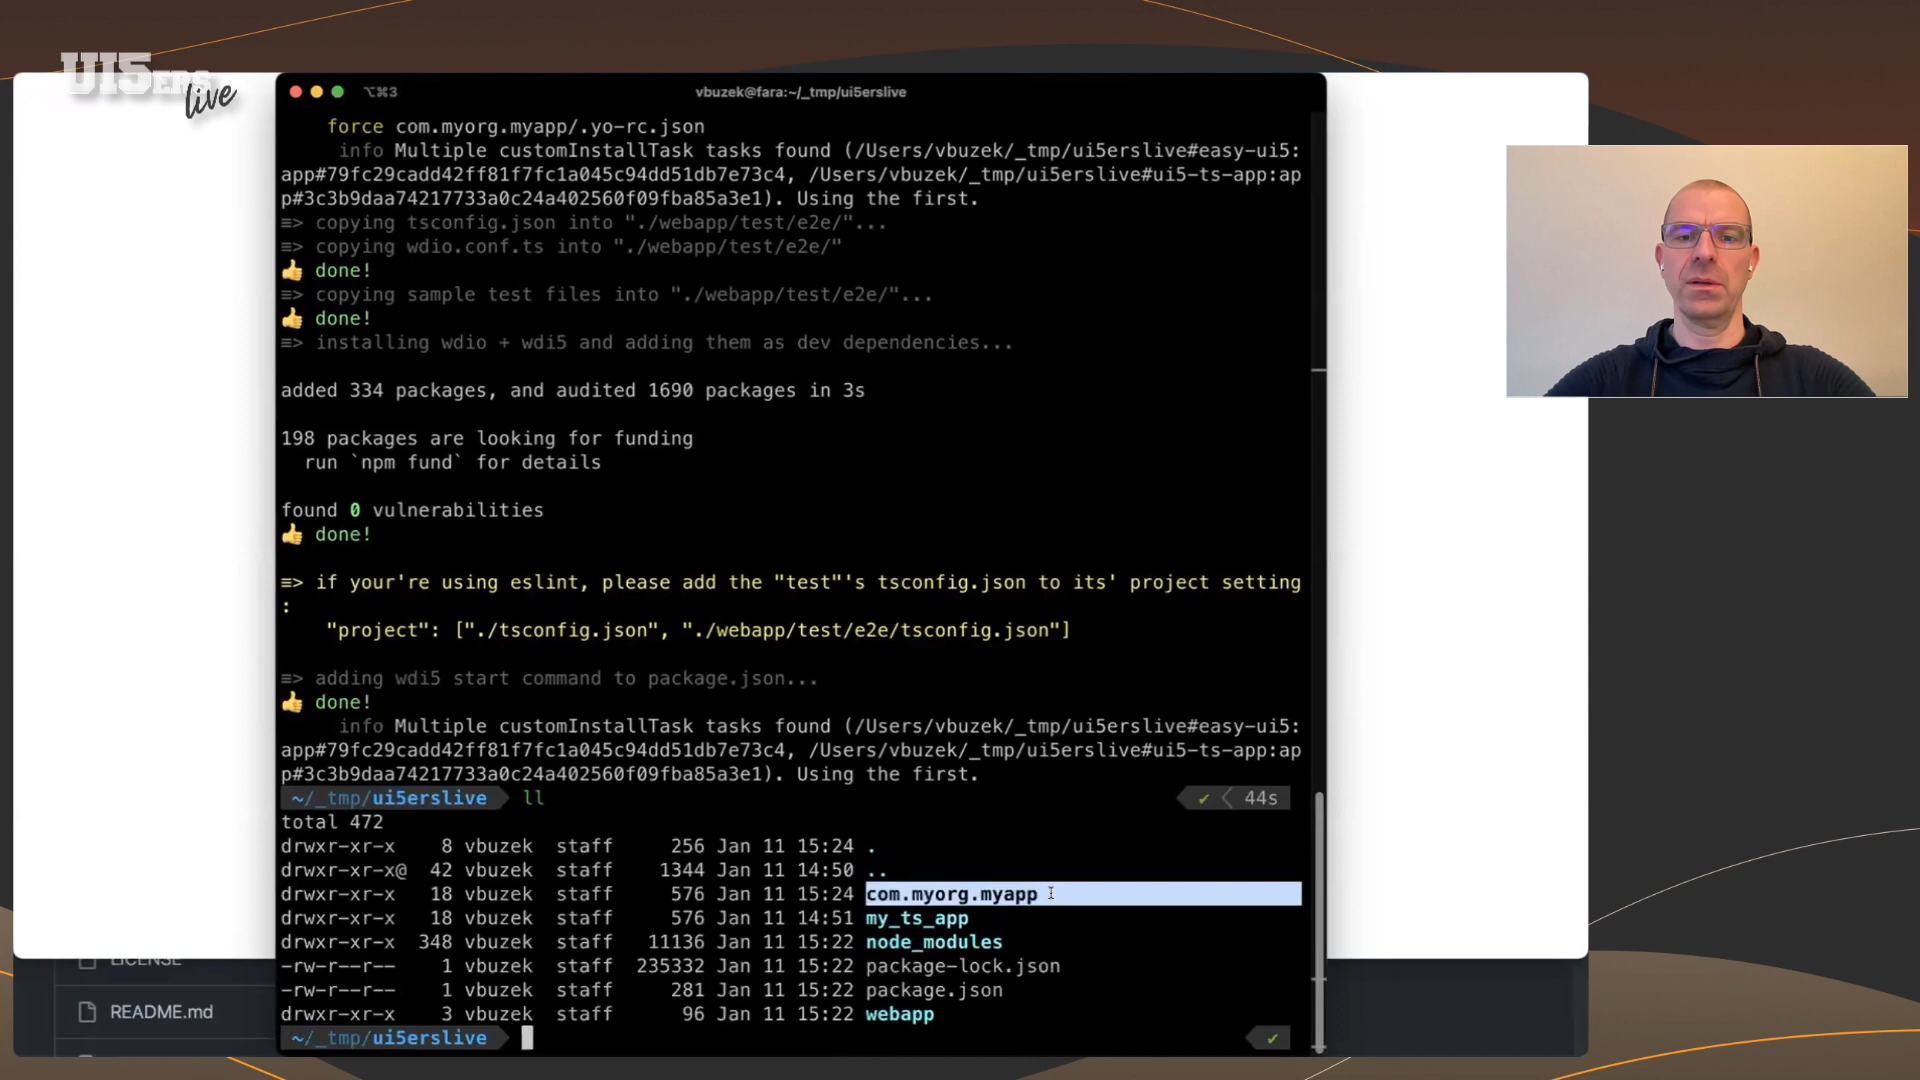 UI5ers
live
⌥⌘3
vbuzek@fara:~/_tmp/ui5erslive
force com.myorg.myapp/.yo-rc.json
info Multiple customInstallTask tasks found (/Users/vbuzek/_tmp/ui5erslive#easy-ui5:
app#79fc29cadd42ff81f7fc1a045c94dd51db7e73c4, /Users/vbuzek/_tmp/ui5erslive#ui5-ts-app:ap
p#3c3b9daa74217733a0c24a402560f09fba85a3e1). Using the first.
≡> copying tsconfig.json into "./webapp/test/e2e/"...
≡> copying wdio.conf.ts into "./webapp/test/e2e/"
👍 done!
≡> copying sample test files into "./webapp/test/e2e/"...
👍 done!
≡> installing wdio + wdi5 and adding them as dev dependencies...
added 334 packages, and audited 1690 packages in 3s
198 packages are looking for funding
run `npm fund` for details
found 0 vulnerabilities
👍 done!
≡> if your're using eslint, please add the "test"'s tsconfig.json to its' project setting
:
"project": ["./tsconfig.json", "./webapp/test/e2e/tsconfig.json"]
≡> adding wdi5 start command to package.json...
👍 done!
info Multiple customInstallTask tasks found (/Users/vbuzek/_tmp/ui5erslive#easy-ui5:
app#79fc29cadd42ff81f7fc1a045c94dd51db7e73c4, /Users/vbuzek/_tmp/ui5erslive#ui5-ts-app:ap
p#3c3b9daa74217733a0c24a402560f09fba85a3e1). Using the first.
~/_tmp/ui5erslive ll ✔ 44s
total 472
drwxr-xr-x 8 vbuzek staff 256 Jan 11 15:24 .
drwxr-xr-x@ 42 vbuzek staff 1344 Jan 11 14:50 ..
drwxr-xr-x 18 vbuzek staff 576 Jan 11 15:24 com.myorg.myapp
drwxr-xr-x 18 vbuzek staff 576 Jan 11 14:51 my_ts_app
drwxr-xr-x 348 vbuzek staff 11136 Jan 11 15:22 node_modules
-rw-r--r-- 1 vbuzek staff 235332 Jan 11 15:22 package-lock.json
-rw-r--r-- 1 vbuzek staff 281 Jan 11 15:22 package.json
drwxr-xr-x 3 vbuzek staff 96 Jan 11 15:22 webapp
~/_tmp/ui5erslive ✔
LICENSE
README.md